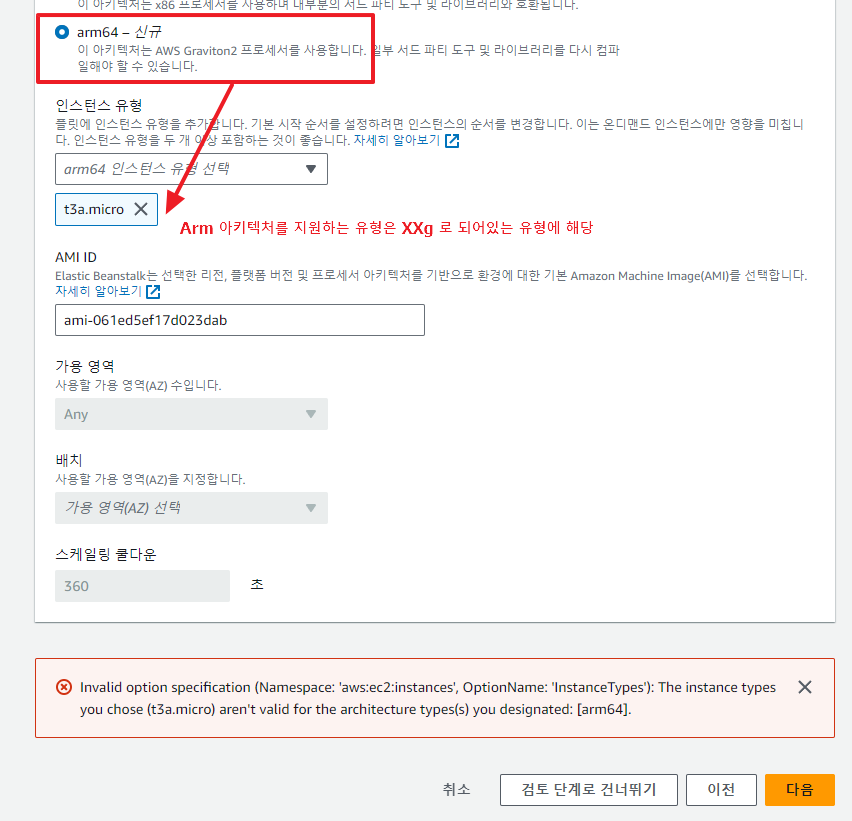 이 아키텍처는 x86 프로세서를 사용하며 대부분의 서드 파티 도구 및 라이브러리와 호환됩니다.
arm64 – 신규
이 아키텍처는 AWS Graviton2 프로세서를 사용합니다. 일부 서드 파티 도구 및 라이브러리를 다시 컴파
일해야 할 수 있습니다.
인스턴스 유형
플릿에 인스턴스 유형을 추가합니다. 기본 시작 순서를 설정하려면 인스턴스의 순서를 변경합니다. 이는 온디맨드 인스턴스에만 영향을 미칩니
다. 인스턴스 유형을 두 개 이상 포함하는 것이 좋습니다. 자세히 알아보기
arm64 인스턴스 유형 선택
t3a.micro
Arm 아키텍처를 지원하는 유형은 XXg 로 되어있는 유형에 해당
AMI ID
Elastic Beanstalk는 선택한 리전, 플랫폼 버전 및 프로세서 아키텍처를 기반으로 환경에 대한 기본 Amazon Machine Image(AMI)를 선택합니다.
자세히 알아보기
ami-061ed5ef17d023dab
가용 영역
사용할 가용 영역(AZ) 수입니다.
Any
배치
사용할 가용 영역(AZ)을 지정합니다.
가용 영역(AZ) 선택
스케일링 쿨다운
360 초
Invalid option specification (Namespace: 'aws:ec2:instances', OptionName: 'InstanceTypes'): The instance types
you chose (t3a.micro) aren't valid for the architecture types(s) you designated: [arm64].
취소 검토 단계로 건너뛰기 이전 다음